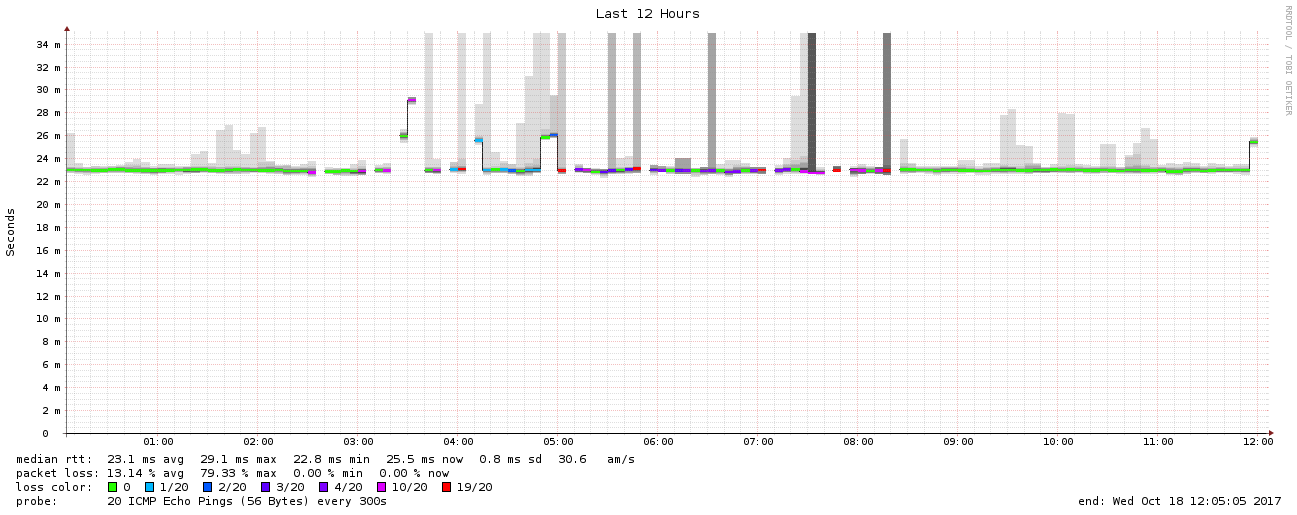 Last 12 Hours
RRDTOOL / TOBI OETIKER
34 m
32 m
30 m
28 m
26 m
24 m
22 m
20 m
18 m
16 m
14 m
12 m
10 m
8 m
6 m
4 m
2 m
0
Seconds
01:00 02:00 03:00 04:00 05:00 06:00 07:00 08:00 09:00 10:00 11:00 12:00
median rtt: 23.1 ms avg 29.1 ms max 22.8 ms min 25.5 ms now 0.8 ms sd 30.6 am/s
packet loss: 13.14 % avg 79.33 % max 0.00 % min 0.00 % now
loss color: 0 1/20 2/20 3/20 4/20 10/20 19/20
probe: 20 ICMP Echo Pings (56 Bytes) every 300s end: Wed Oct 18 12:05:05 2017